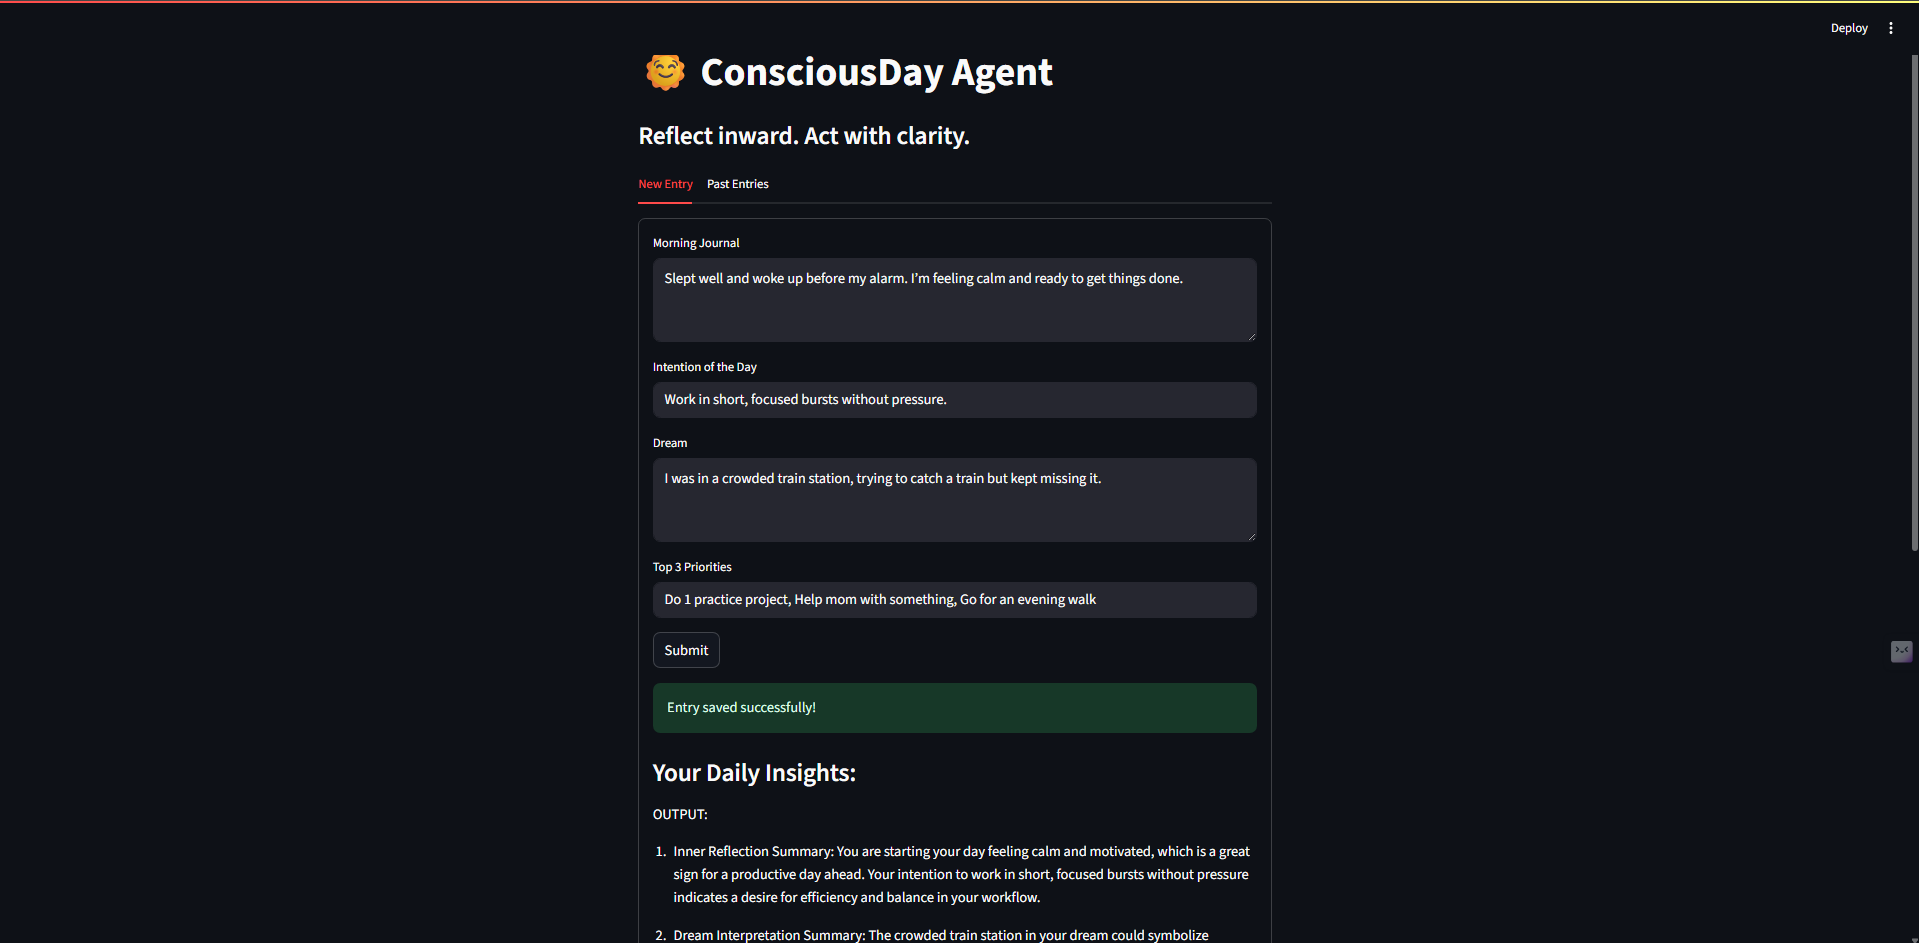 Deploy
ConsciousDay Agent
Reflect inward. Act with clarity.
New Entry Past Entries
Morning Journal
Slept well and woke up before my alarm. I’m feeling calm and ready to get things done.
Intention of the Day
Work in short, focused bursts without pressure.
Dream
I was in a crowded train station, trying to catch a train but kept missing it.
Top 3 Priorities
Do 1 practice project, Help mom with something, Go for an evening walk
Submit
Entry saved successfully!
Your Daily Insights:
OUTPUT:
1. Inner Reflection Summary: You are starting your day feeling calm and motivated, which is a great
sign for a productive day ahead. Your intention to work in short, focused bursts without pressure
indicates a desire for efficiency and balance in your workflow.
2. Dream Interpretation Summary: The crowded train station in your dream could symbolize